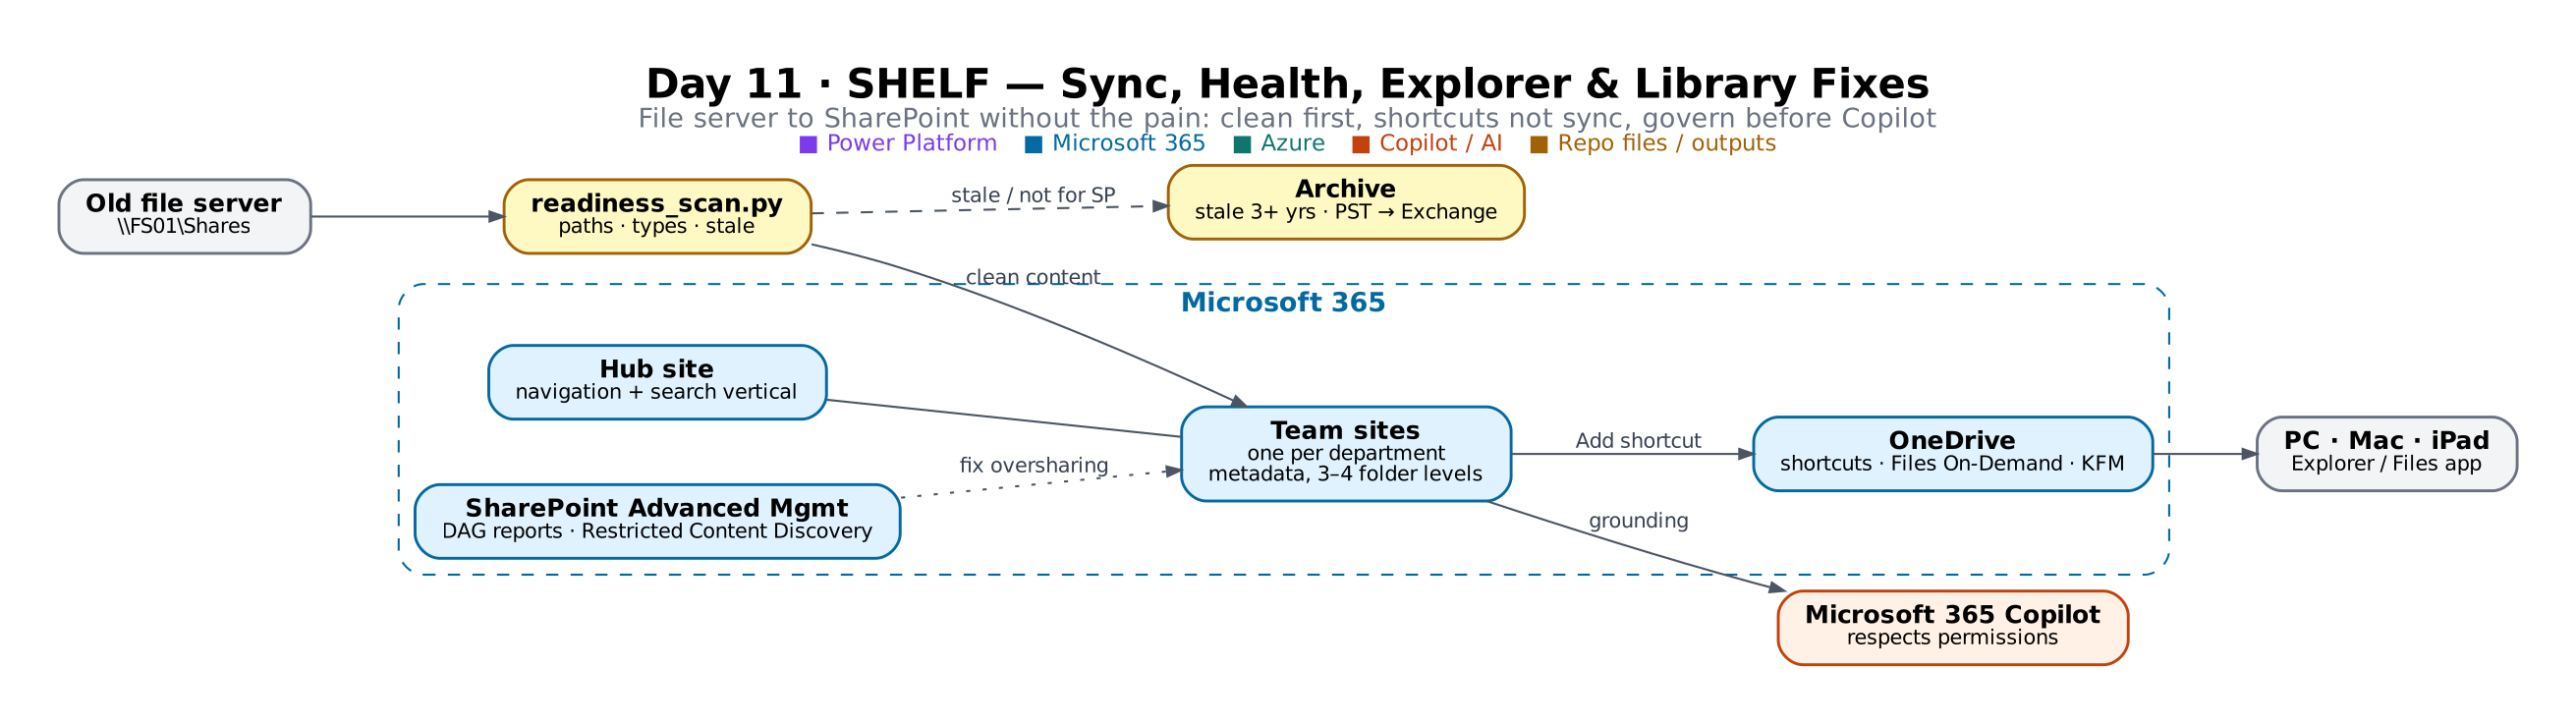 Day 11 · SHELF — Sync, Health, Explorer & Library Fixes
File server to SharePoint without the pain: clean first, shortcuts not sync, govern before Copilot
■ Power Platform ■ Microsoft 365 ■ Azure ■ Copilot / AI ■ Repo files / outputs
Old file server
\\FS01\Shares
readiness_scan.py
paths · types · stale
stale / not for SP
Archive
stale 3+ yrs · PST → Exchange
clean content
Microsoft 365
Hub site
navigation + search vertical
fix oversharing
SharePoint Advanced Mgmt
DAG reports · Restricted Content Discovery
Team sites
one per department
metadata, 3–4 folder levels
Add shortcut
OneDrive
shortcuts · Files On-Demand · KFM
PC · Mac · iPad
Explorer / Files app
grounding
Microsoft 365 Copilot
respects permissions